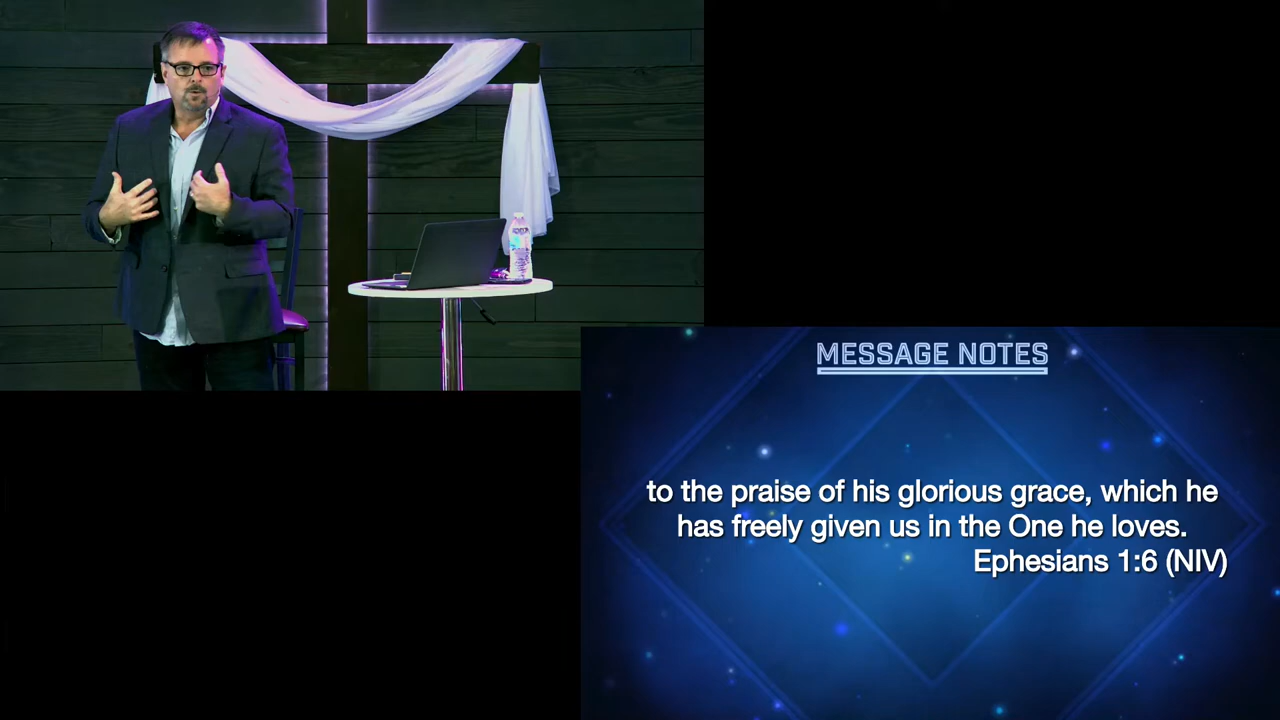 MESSAGE NOTES
to the praise of his glorious grace, which he
has freely given us in the One he loves.
Ephesians 1:6 (NIV)